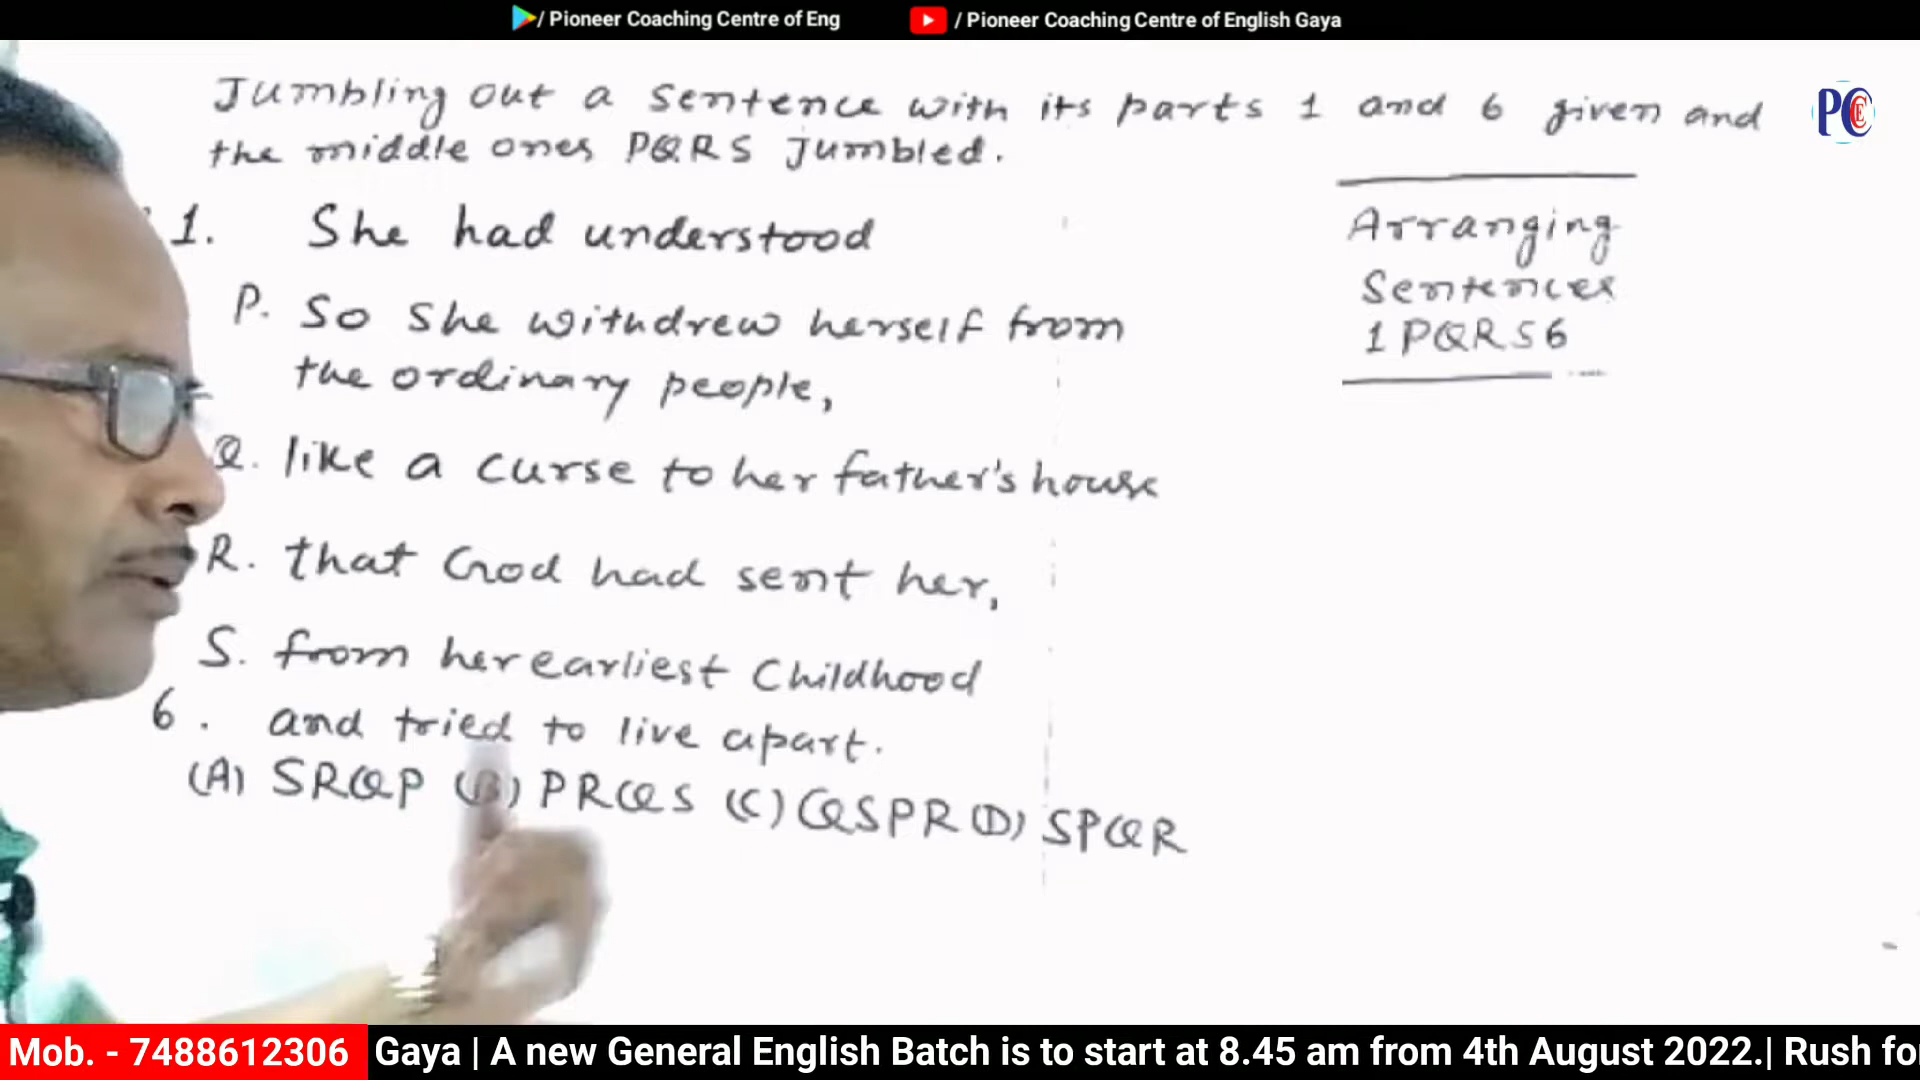 / Pioneer Coaching Centre of Eng
/ Pioneer Coaching Centre of English Gaya
Jumbling out a sentence with its parts 1 and 6 given and
the middle ones PQRS Jumbled.
PCE
Arranging
Sentences
1PQRS6
1. She had understood
P. So she withdrew herself from
the ordinary people,
Q. like a curse to her father's house
R. that God had sent her,
S. from her earliest Childhood
6. and tried to live apart.
(A) SRQP (B) PRQS (C) QSPR (D) SPQR
Mob. - 7488612306
Gaya | A new General English Batch is to start at 8.45 am from 4th August 2022.| Rush fo